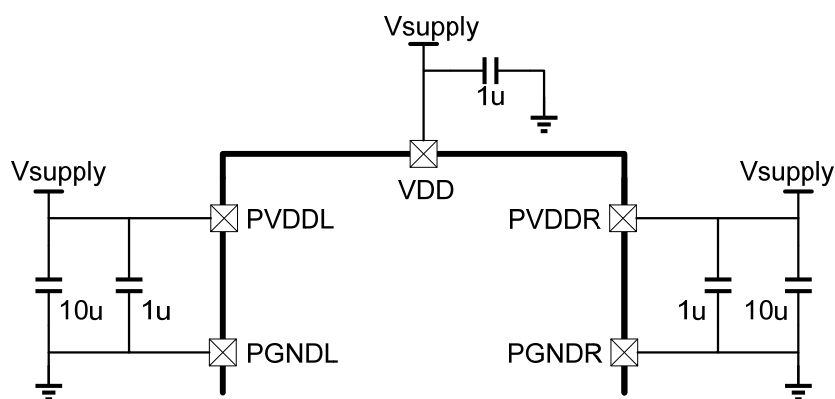 Vsupply
1u
Vsupply
VDD
Vsupply
PVDDL
PVDDR
10u
1u
1u
10u
PGNDL
PGNDR